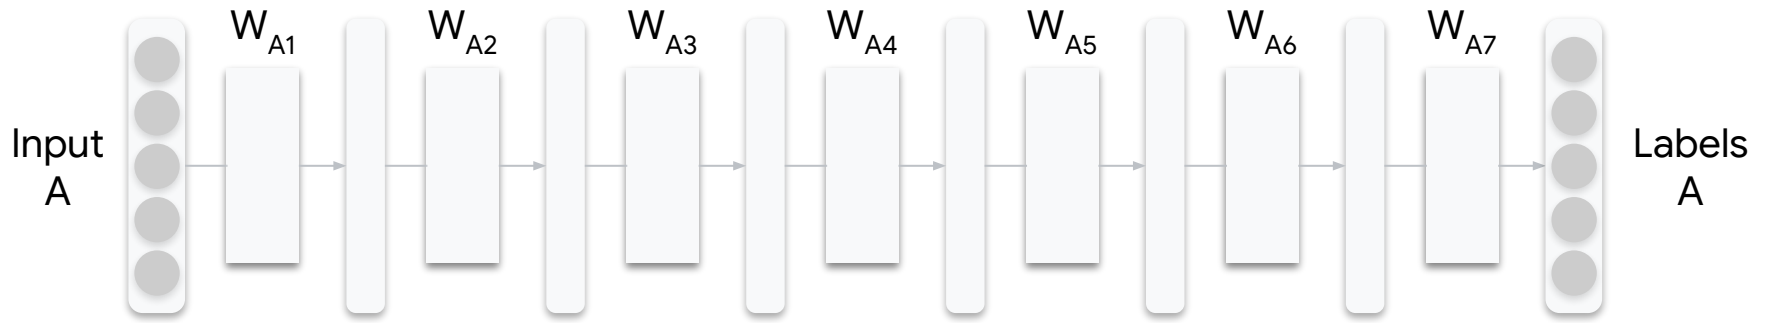 W_A1 W_A2 W_A3 W_A4 W_A5 W_A6 W_A7
Input
A
Labels
A